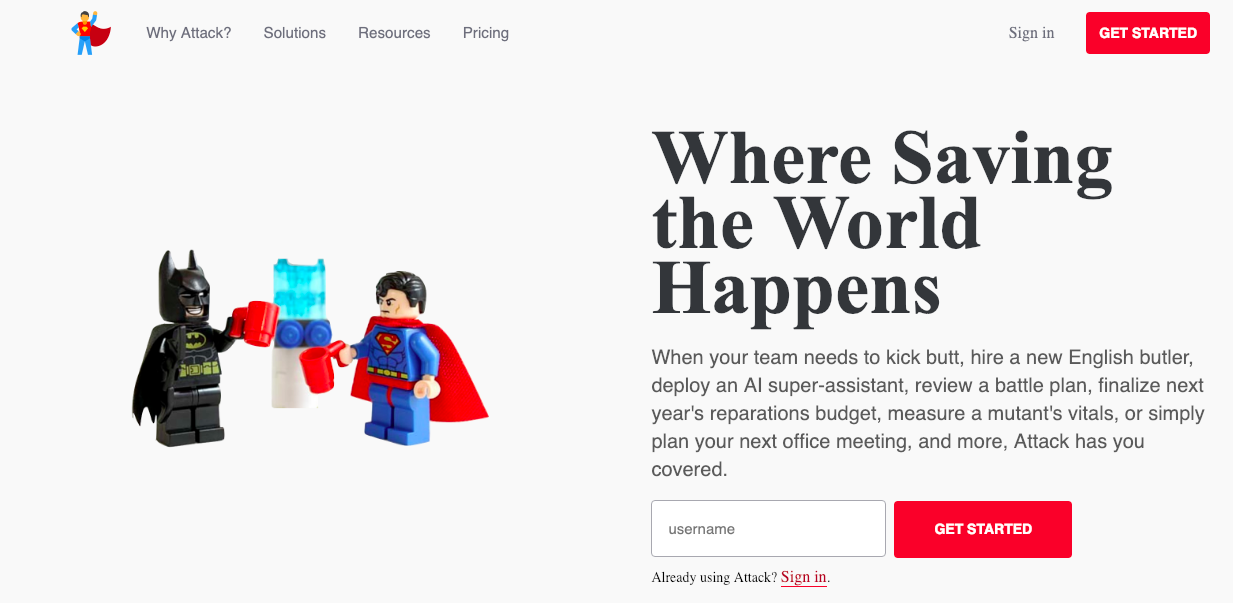 Why Attack? Solutions Resources Pricing Sign in GET STARTED
Where Saving
the World
Happens
When your team needs to kick butt, hire a new English butler,
deploy an AI super-assistant, review a battle plan, finalize next
year's reparations budget, measure a mutant's vitals, or simply
plan your next office meeting, and more, Attack has you
covered.
username GET STARTED
Already using Attack? Sign in.